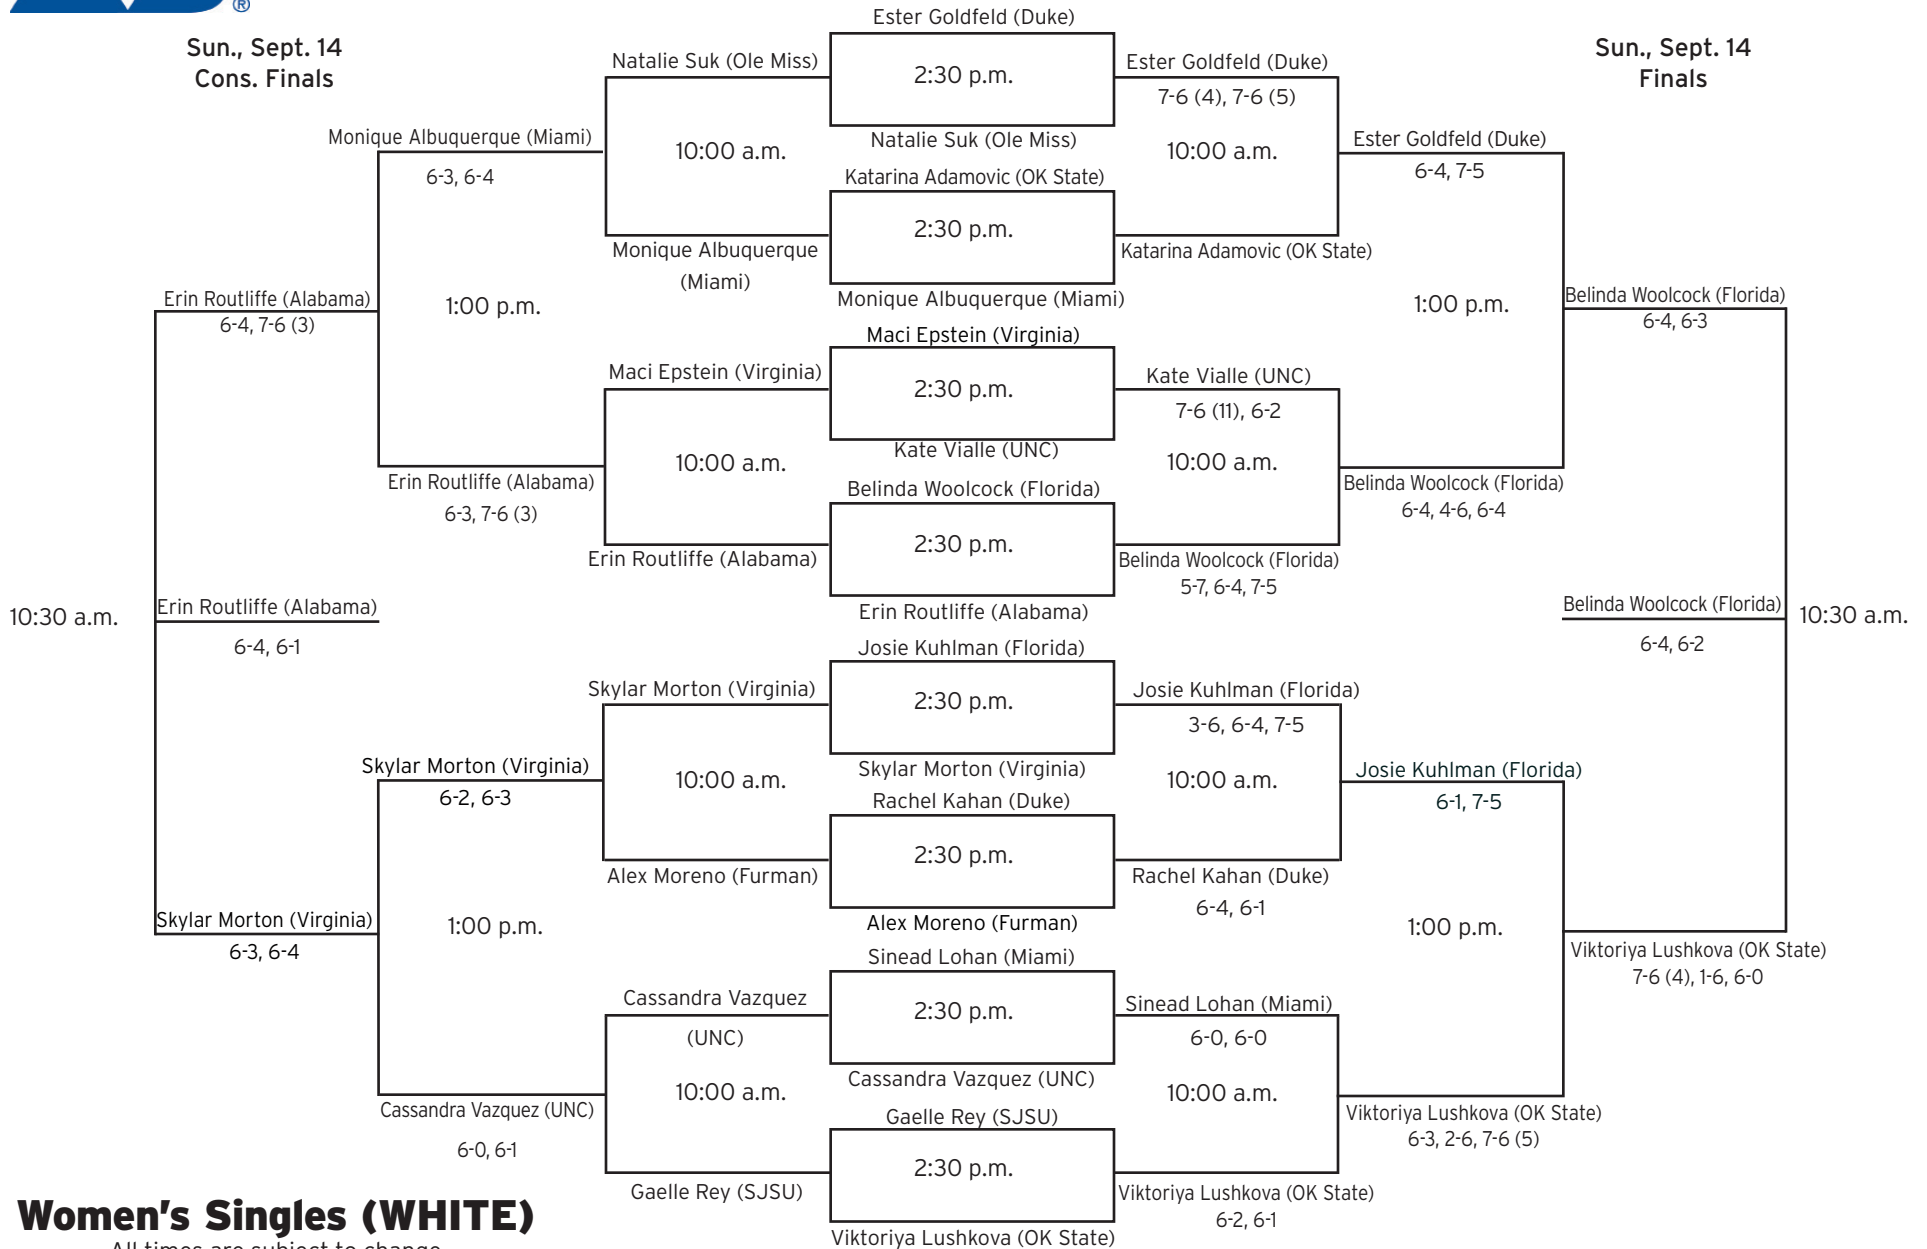 ®
Sun., Sept. 14
Cons. Finals
Sun., Sept. 14
Finals
10:30 a.m.
Erin Routliffe (Alabama)
6-4, 7-6 (3)
Erin Routliffe (Alabama)
6-4, 6-1
Skylar Morton (Virginia)
6-3, 6-4
Monique Albuquerque (Miami)
6-3, 6-4
1:00 p.m.
Erin Routliffe (Alabama)
6-3, 7-6 (3)
Skylar Morton (Virginia)
6-2, 6-3
1:00 p.m.
Cassandra Vazquez (UNC)
6-0, 6-1
Natalie Suk (Ole Miss)
10:00 a.m.
Monique Albuquerque
(Miami)
Maci Epstein (Virginia)
10:00 a.m.
Erin Routliffe (Alabama)
Skylar Morton (Virginia)
10:00 a.m.
Alex Moreno (Furman)
Cassandra Vazquez
(UNC)
10:00 a.m.
Gaelle Rey (SJSU)
Ester Goldfeld (Duke)
2:30 p.m.
Natalie Suk (Ole Miss)
Katarina Adamovic (OK State)
2:30 p.m.
Monique Albuquerque (Miami)
Maci Epstein (Virginia)
2:30 p.m.
Kate Vialle (UNC)
Belinda Woolcock (Florida)
2:30 p.m.
Erin Routliffe (Alabama)
Josie Kuhlman (Florida)
2:30 p.m.
Skylar Morton (Virginia)
Rachel Kahan (Duke)
2:30 p.m.
Alex Moreno (Furman)
Sinead Lohan (Miami)
2:30 p.m.
Cassandra Vazquez (UNC)
Gaelle Rey (SJSU)
2:30 p.m.
Viktoriya Lushkova (OK State)
Ester Goldfeld (Duke)
7-6 (4), 7-6 (5)
10:00 a.m.
Katarina Adamovic (OK State)
Kate Vialle (UNC)
7-6 (11), 6-2
10:00 a.m.
Belinda Woolcock (Florida)
5-7, 6-4, 7-5
Josie Kuhlman (Florida)
3-6, 6-4, 7-5
10:00 a.m.
Rachel Kahan (Duke)
6-4, 6-1
Sinead Lohan (Miami)
6-0, 6-0
10:00 a.m.
Viktoriya Lushkova (OK State)
6-2, 6-1
Ester Goldfeld (Duke)
6-4, 7-5
1:00 p.m.
Belinda Woolcock (Florida)
6-4, 4-6, 6-4
Josie Kuhlman (Florida)
6-1, 7-5
1:00 p.m.
Viktoriya Lushkova (OK State)
6-3, 2-6, 7-6 (5)
Belinda Woolcock (Florida)
6-4, 6-3
Belinda Woolcock (Florida)
6-4, 6-2
10:30 a.m.
Viktoriya Lushkova (OK State)
7-6 (4), 1-6, 6-0
Women's Singles (WHITE)
All times are subject to change